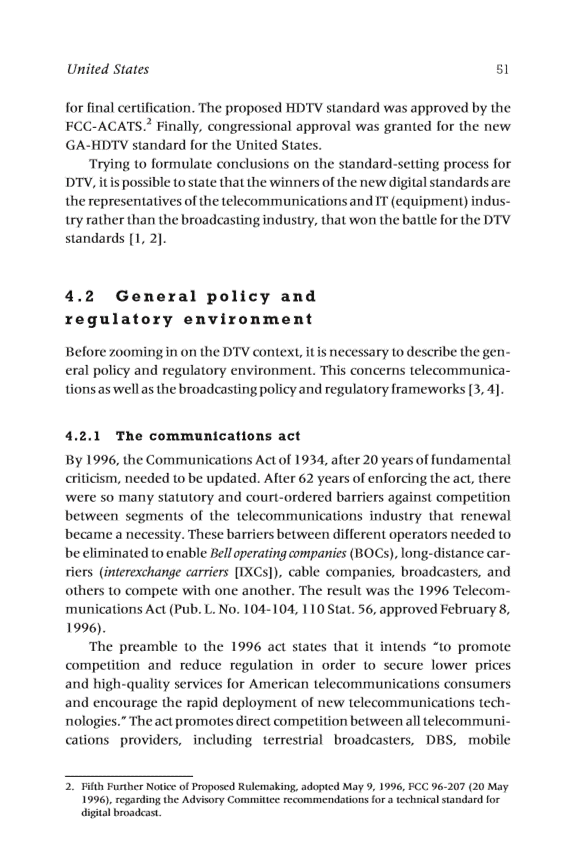 United States 51
for final certification. The proposed HDTV standard was approved by the
FCC-ACATS.2 Finally, congressional approval was granted for the new
GA-HDTV standard for the United States.
Trying to formulate conclusions on the standard-setting process for
DTV, it is possible to state that the winners of the new digital standards are
the representatives of the telecommunications and IT (equipment) indus-
try rather than the broadcasting industry, that won the battle for the DTV
standards [1, 2].
4.2 General policy and
regulatory environment
Before zooming in on the DTV context, it is necessary to describe the gen-
eral policy and regulatory environment. This concerns telecommunica-
tions as well as the broadcasting policy and regulatory frameworks [3, 4].
4.2.1 The communications act
By 1996, the Communications Act of 1934, after 20 years of fundamental
criticism, needed to be updated. After 62 years of enforcing the act, there
were so many statutory and court-ordered barriers against competition
between segments of the telecommunications industry that renewal
became a necessity. These barriers between different operators needed to
be eliminated to enable Bell operating companies (BOCs), long-distance car-
riers (interexchange carriers [IXCs]), cable companies, broadcasters, and
others to compete with one another. The result was the 1996 Telecom-
munications Act (Pub. L. No. 104-104, 110 Stat. 56, approved February 8,
1996).
The preamble to the 1996 act states that it intends “to promote
competition and reduce regulation in order to secure lower prices
and high-quality services for American telecommunications consumers
and encourage the rapid deployment of new telecommunications tech-
nologies.” The act promotes direct competition between all telecommuni-
cations providers, including terrestrial broadcasters, DBS, mobile
2. Fifth Further Notice of Proposed Rulemaking, adopted May 9, 1996, FCC 96-207 (20 May
1996), regarding the Advisory Committee recommendations for a technical standard for
digital broadcast.